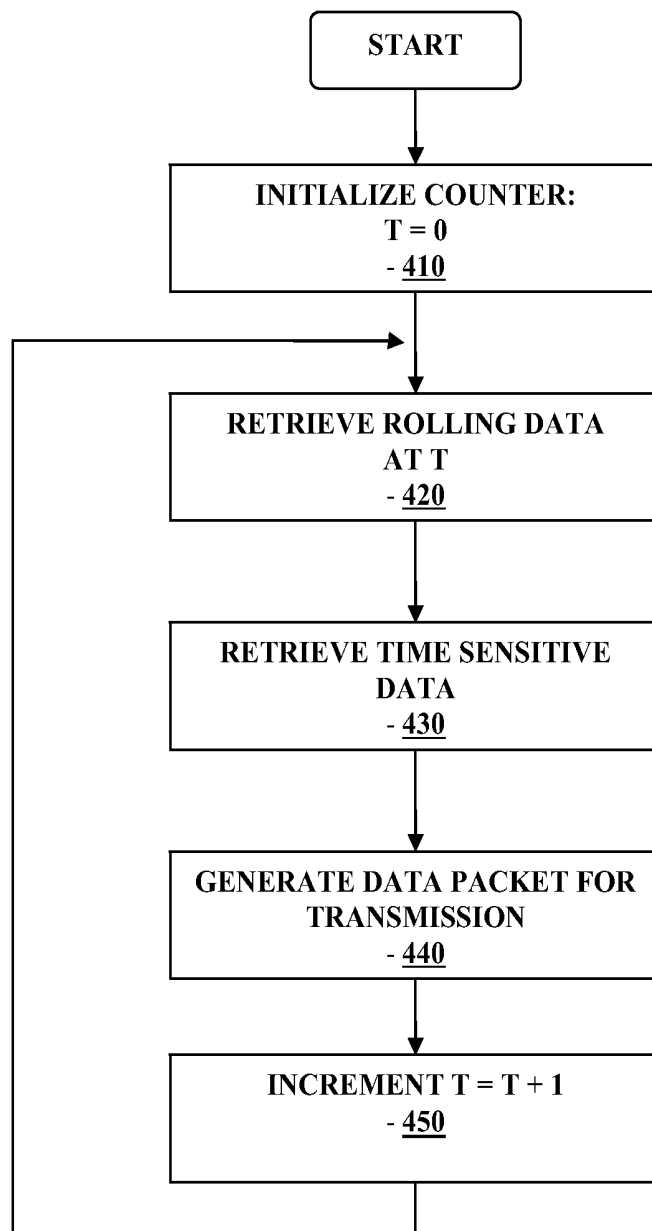 START
INITIALIZE COUNTER:
T = 0
- 410
RETRIEVE ROLLING DATA
AT T
- 420
RETRIEVE TIME SENSITIVE
DATA
- 430
GENERATE DATA PACKET FOR
TRANSMISSION
- 440
INCREMENT T = T + 1
- 450